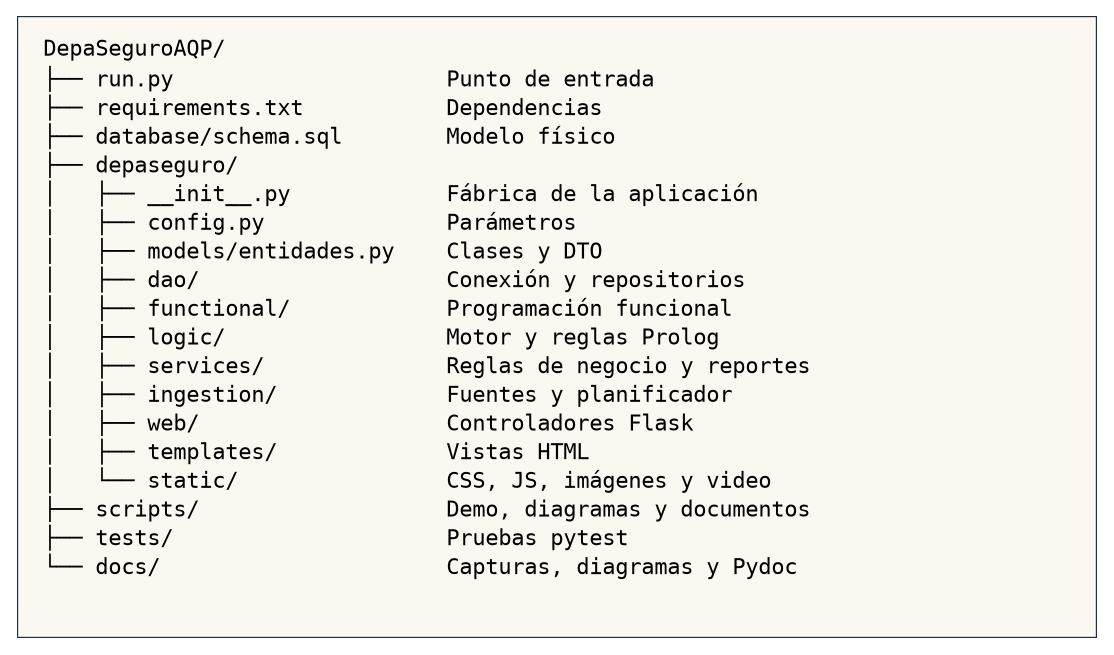 DepaSeguroAQP/
├── run.py                     Punto de entrada
├── requirements.txt           Dependencias
├── database/schema.sql        Modelo físico
├── depaseguro/
│   ├── __init__.py            Fábrica de la aplicación
│   ├── config.py              Parámetros
│   ├── models/entidades.py    Clases y DTO
│   ├── dao/                   Conexión y repositorios
│   ├── functional/            Programación funcional
│   ├── logic/                 Motor y reglas Prolog
│   ├── services/              Reglas de negocio y reportes
│   ├── ingestion/             Fuentes y planificador
│   ├── web/                   Controladores Flask
│   ├── templates/             Vistas HTML
│   └── static/                CSS, JS, imágenes y video
├── scripts/                   Demo, diagramas y documentos
├── tests/                     Pruebas pytest
└── docs/                      Capturas, diagramas y Pydoc